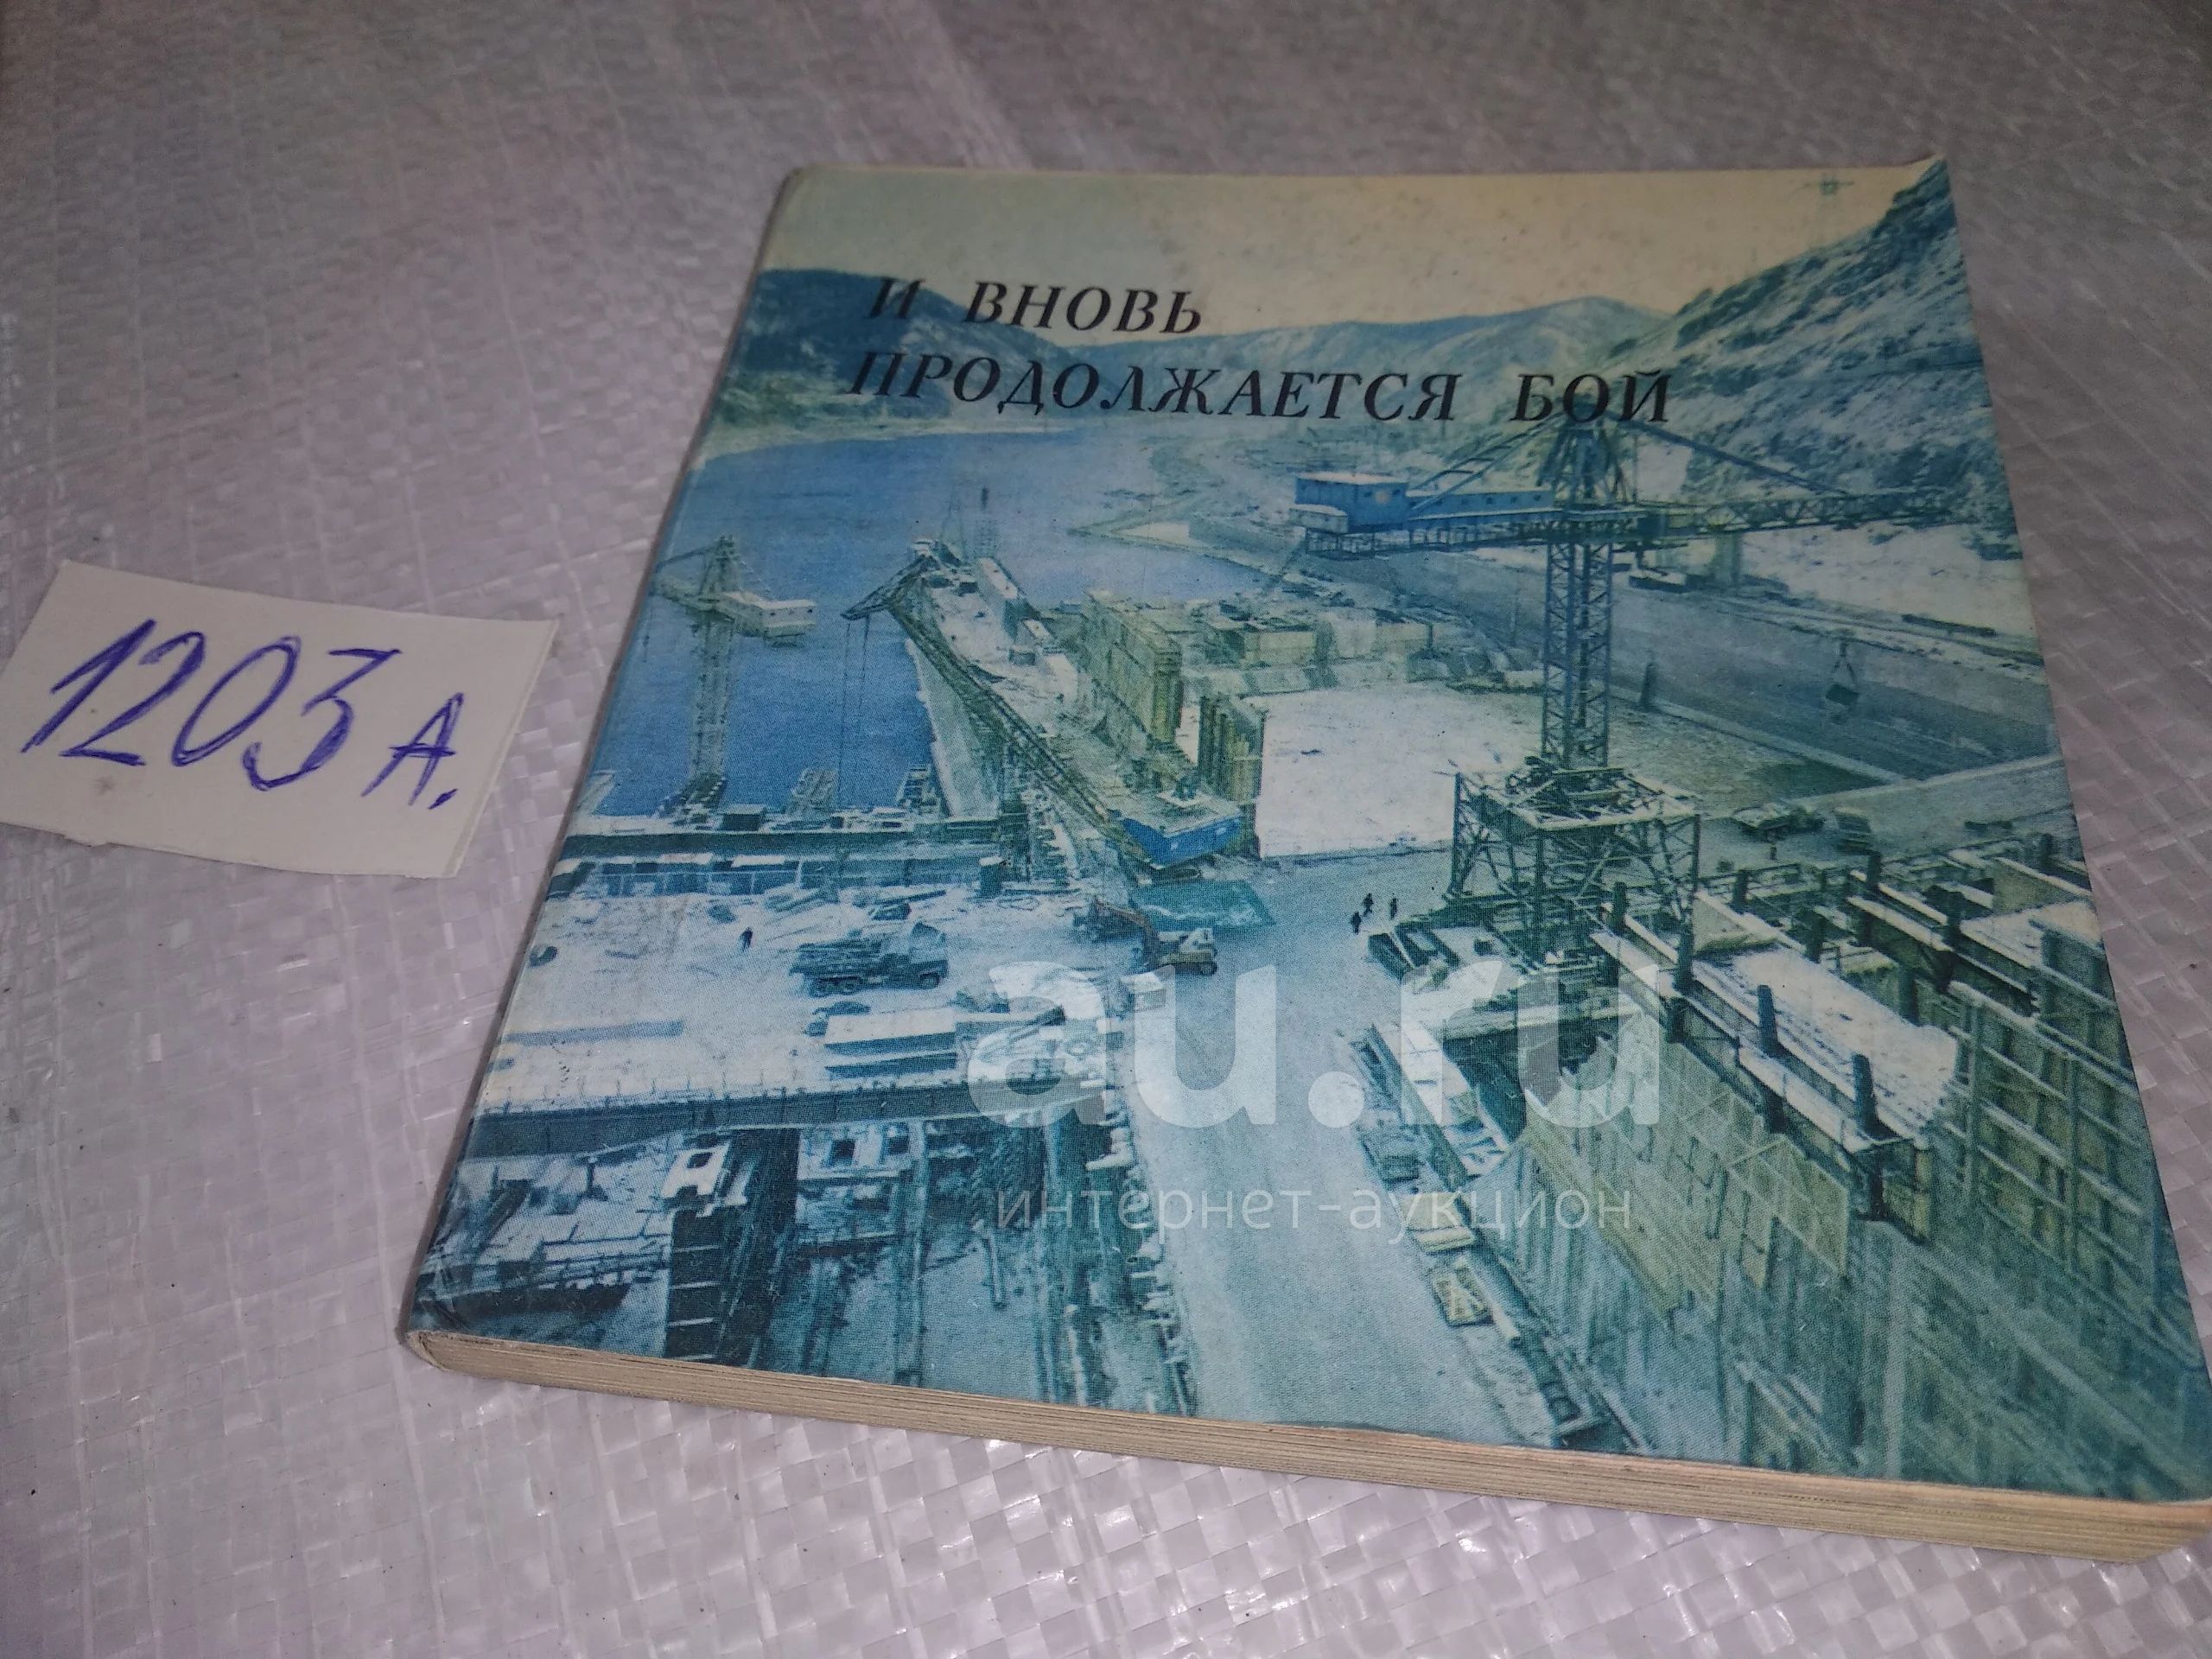 И ВНОВЬ
ПРОДОЛЖАЕТСЯ БОЙ
1203 А.
au.ru
интернет-аукцион